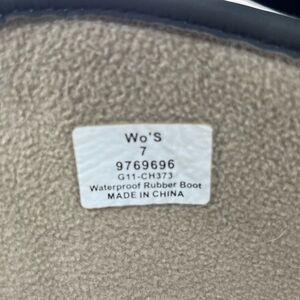 Wo'S
7
9769696
G11-CH373
Waterproof Rubber Boot
MADE IN CHINA